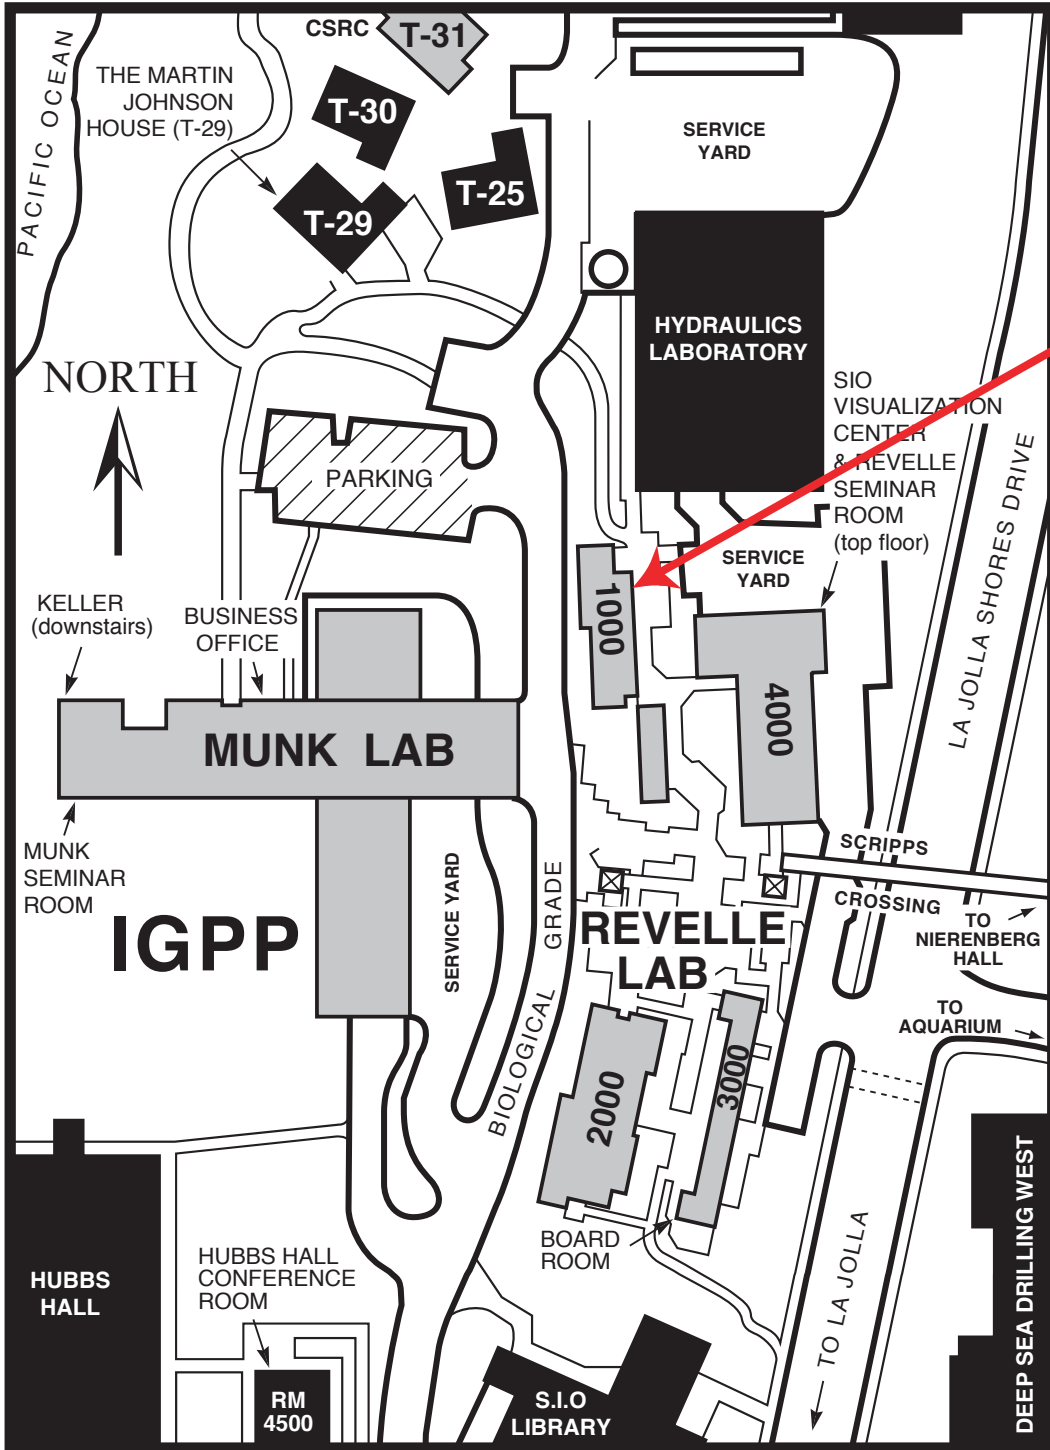 CSRC
T-31
PACIFIC OCEAN
THE MARTIN
JOHNSON
HOUSE (T-29)
T-30
T-25
T-29
SERVICE
YARD
HYDRAULICS
LABORATORY
NORTH
SIO
VISUALIZATION
CENTER
& REVELLE
SEMINAR
ROOM
(top floor)
PARKING
LA JOLLA SHORES DRIVE
SERVICE
YARD
1000
KELLER
(downstairs)
BUSINESS
OFFICE
4000
MUNK LAB
MUNK
SEMINAR
ROOM
SERVICE YARD
BIOLOGICAL GRADE
SCRIPPS
CROSSING
IGPP
REVELLE
LAB
TO
NIERENBERG
HALL
TO
AQUARIUM
2000
3000
BOARD
ROOM
HUBBS
HALL
HUBBS HALL
CONFERENCE
ROOM
TO LA JOLLA
DEEP SEA DRILLING WEST
RM
4500
S.I.O
LIBRARY